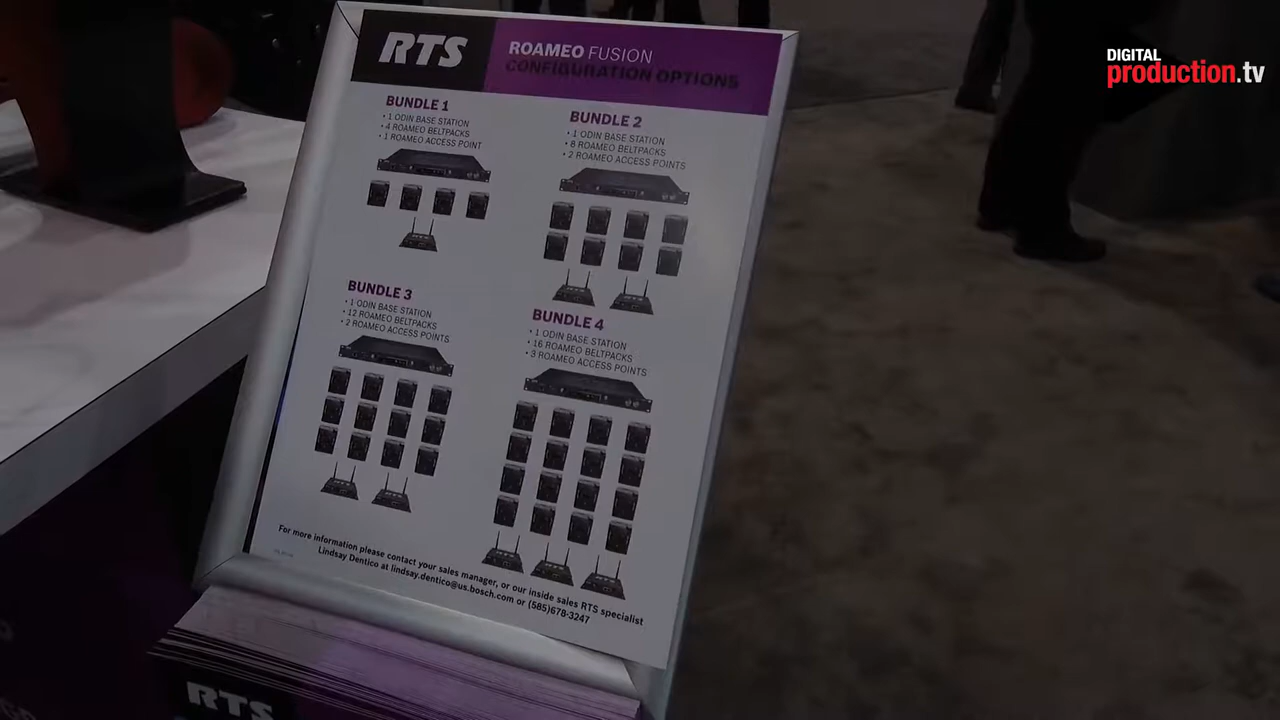 RTS
ROAMEO FUSION
CONFIGURATION OPTIONS
DIGITAL
production.tv
BUNDLE 1
• 1 ODIN BASE STATION
• 4 ROAMEO BELTPACKS
• 1 ROAMEO ACCESS POINT
BUNDLE 2
• 1 ODIN BASE STATION
• 8 ROAMEO BELTPACKS
• 2 ROAMEO ACCESS POINTS
BUNDLE 3
• 1 ODIN BASE STATION
• 12 ROAMEO BELTPACKS
• 2 ROAMEO ACCESS POINTS
BUNDLE 4
• 1 ODIN BASE STATION
• 16 ROAMEO BELTPACKS
• 3 ROAMEO ACCESS POINTS
For more information please contact your sales manager, or our inside sales RTS specialist
Lindsay Dentico at lindsay.dentico@us.bosch.com or (585)678-3247
RTS